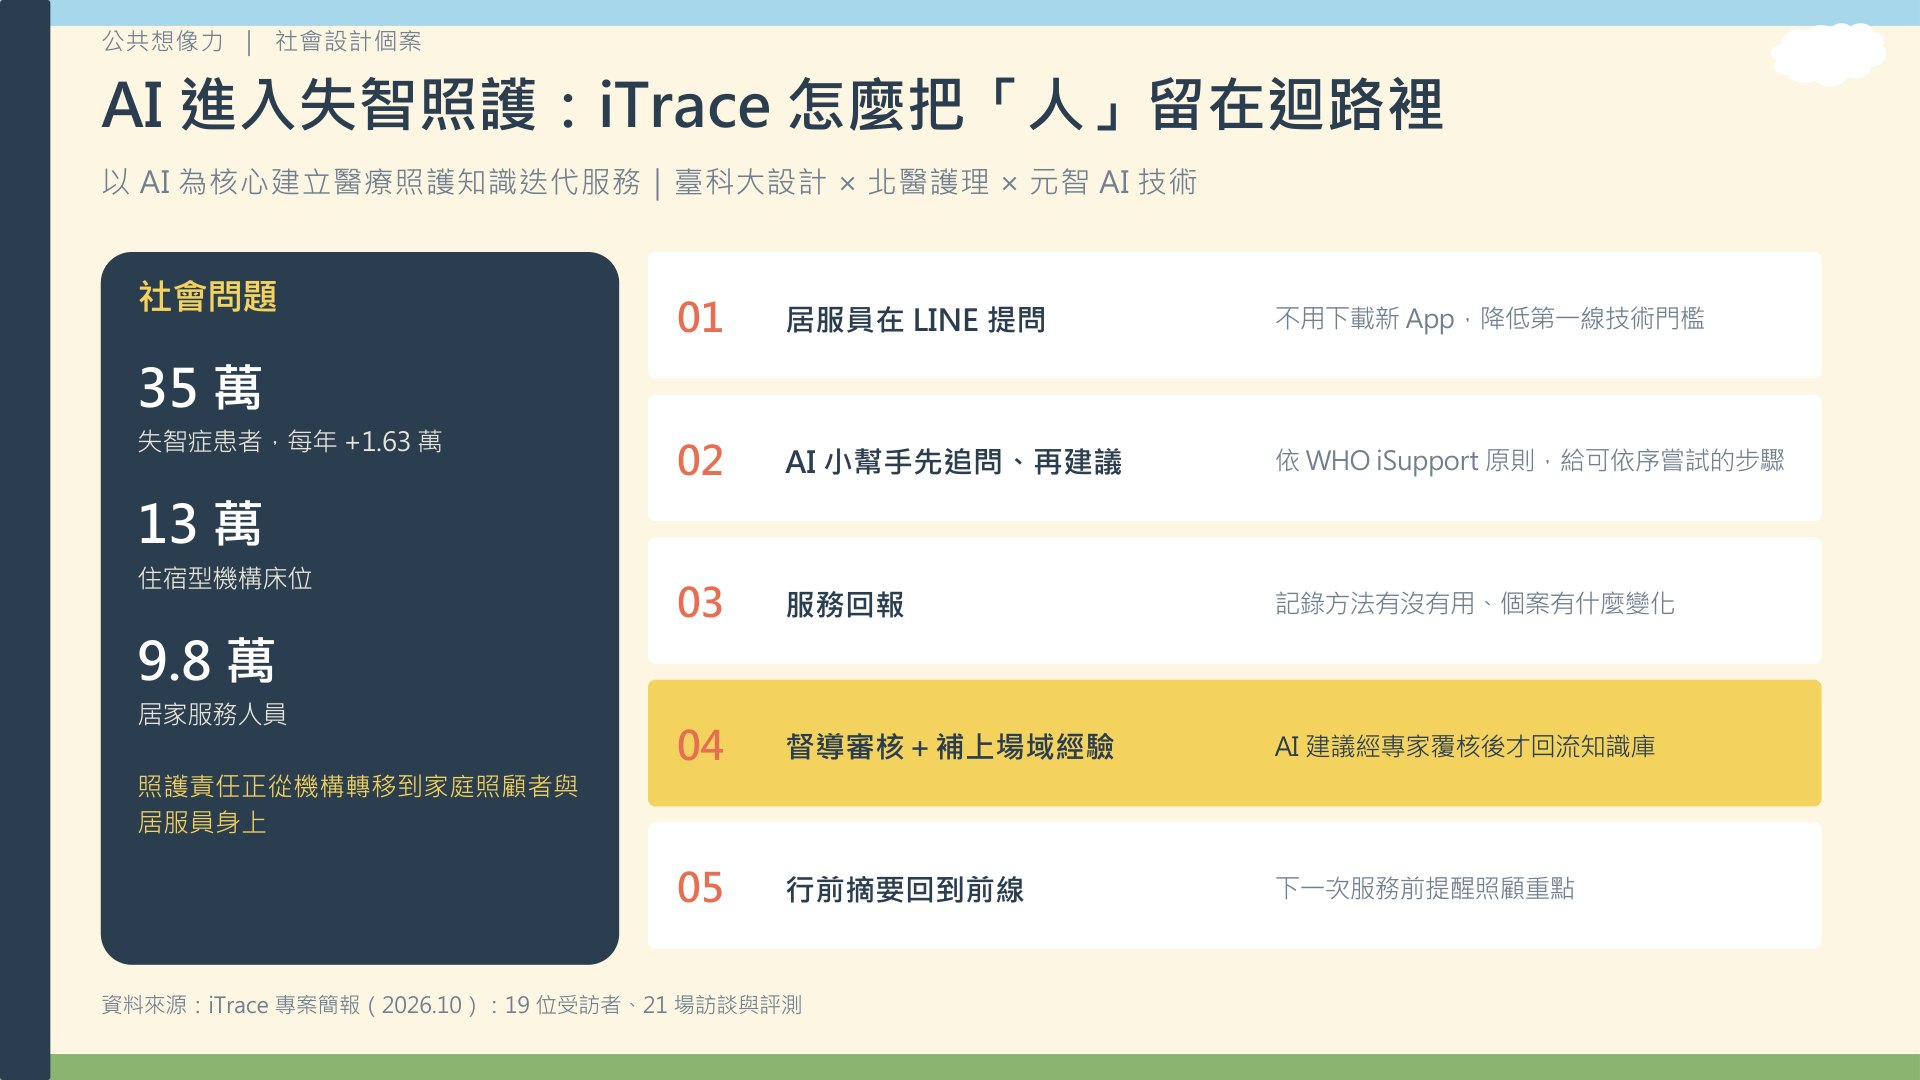 公共想像力 | 社會設計個案
AI 進入失智照護：iTrace 怎麼把「人」留在迴路裡
以 AI 為核心建立醫療照護知識迭代服務｜臺科大設計 × 北醫護理 × 元智 AI 技術
社會問題
35 萬
失智症患者，每年 +1.63 萬
13 萬
住宿型機構床位
9.8 萬
居家服務人員
照護責任正從機構轉移到家庭照顧者與
居服員身上
01 居服員在 LINE 提問 不用下載新 App，降低第一線技術門檻
02 AI 小幫手先追問、再建議 依 WHO iSupport 原則，給可依序嘗試的步驟
03 服務回報 記錄方法有沒有用、個案有什麼變化
04 督導審核 + 補上場域經驗 AI 建議經專家覆核後才回流知識庫
05 行前摘要回到前線 下一次服務前提醒照顧重點
資料來源：iTrace 專案簡報（2026.10）：19 位受訪者、21 場訪談與評測